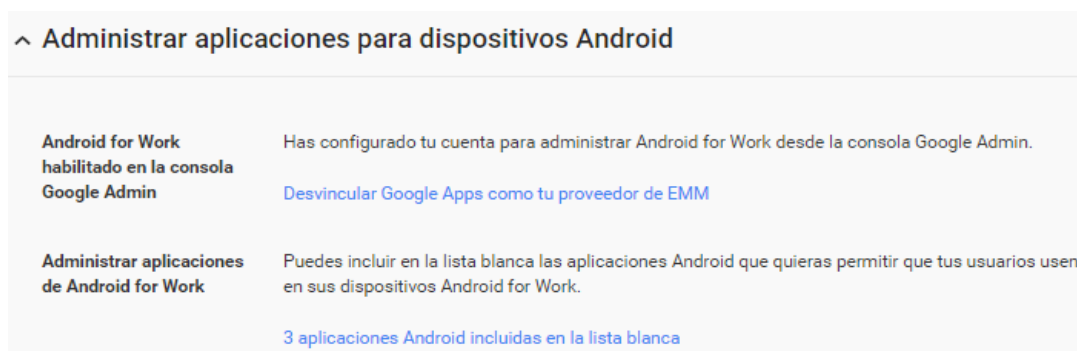 Administrar aplicaciones para dispositivos Android
Android for Work
habilitado en la consola
Google Admin
Has configurado tu cuenta para administrar Android for Work desde la consola Google Admin.
Desvincular Google Apps como tu proveedor de EMM
Administrar aplicaciones
de Android for Work
Puedes incluir en la lista blanca las aplicaciones Android que quieras permitir que tus usuarios usen
en sus dispositivos Android for Work.
3 aplicaciones Android incluidas en la lista blanca